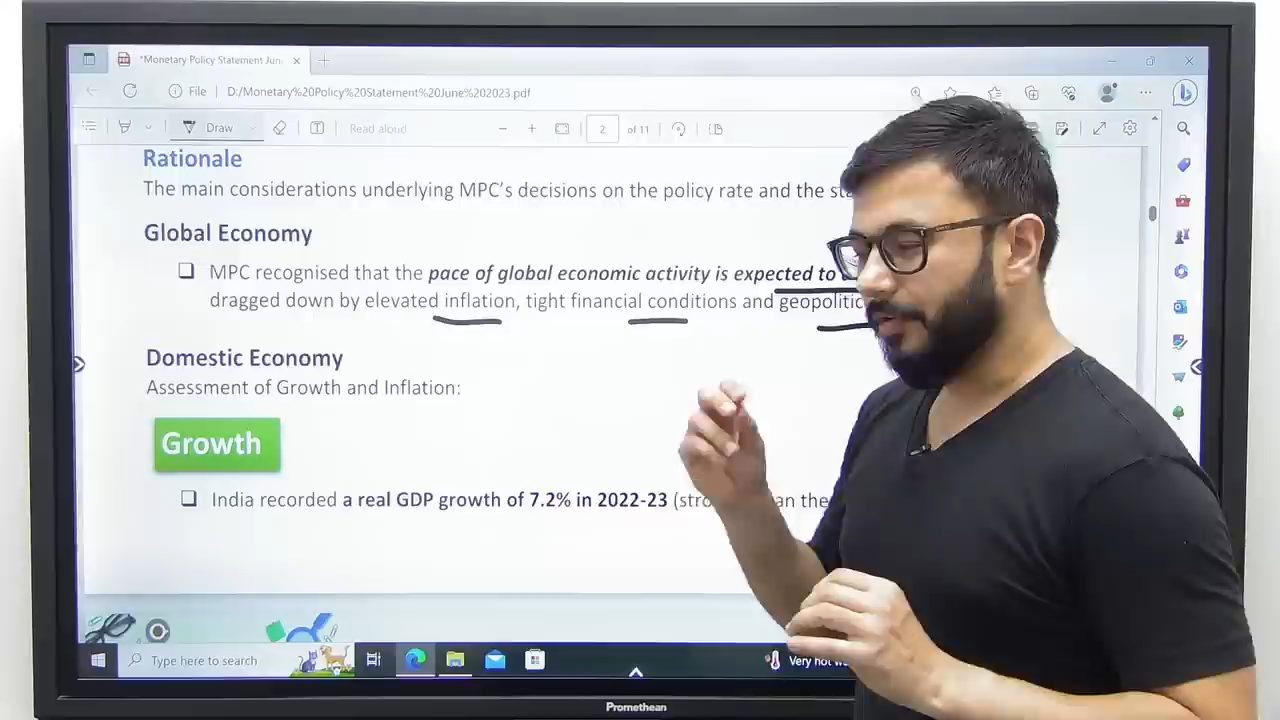 *Monetary Policy Statement Jun
File D:/Monetary%20Policy%20Statement%20June%202023.pdf
Draw Read aloud 2 of 11
Rationale
The main considerations underlying MPC's decisions on the policy rate and the
Global Economy
MPC recognised that the pace of global economic activity is expected to
dragged down by elevated inflation, tight financial conditions and
Domestic Economy
Assessment of Growth and Inflation:
Growth
India recorded a real GDP growth of 7.2% in 2022-23 the
Type here to search Very hot
Promethean